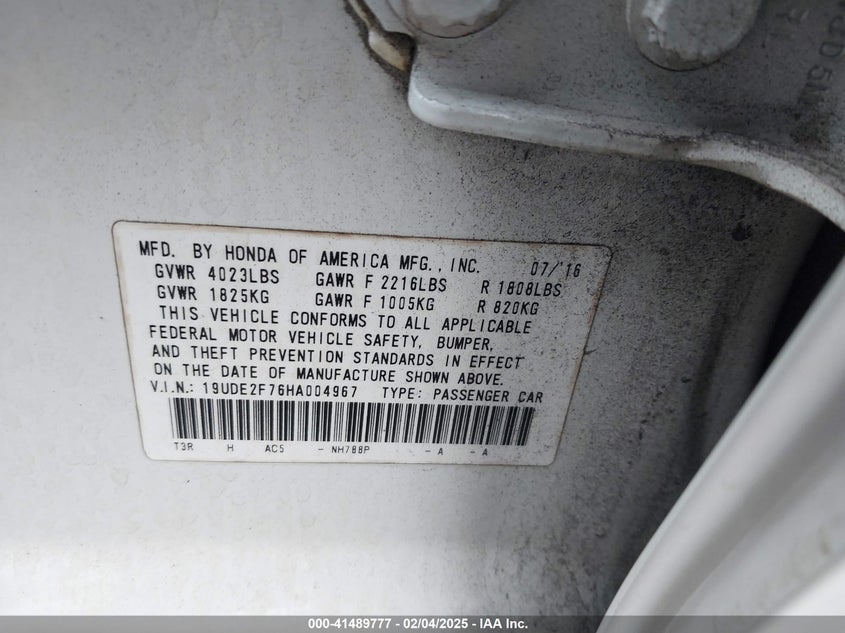 MFD. BY HONDA OF AMERICA MFG., INC. 07/'16
GVWR 4023LBS GAWR F 2216LBS R 1808LBS
GVWR 1825KG GAWR F 1005KG R 820KG
THIS VEHICLE CONFORMS TO ALL APPLICABLE
FEDERAL MOTOR VEHICLE SAFETY, BUMPER,
AND THEFT PREVENTION STANDARDS IN EFFECT
ON THE DATE OF MANUFACTURE SHOWN ABOVE.
V.I.N.: 19UDE2F76HA004967 TYPE: PASSENGER CAR
T3R H AC5 - NH788P - A - A
000-41489777 - 02/04/2025 - IAA Inc.